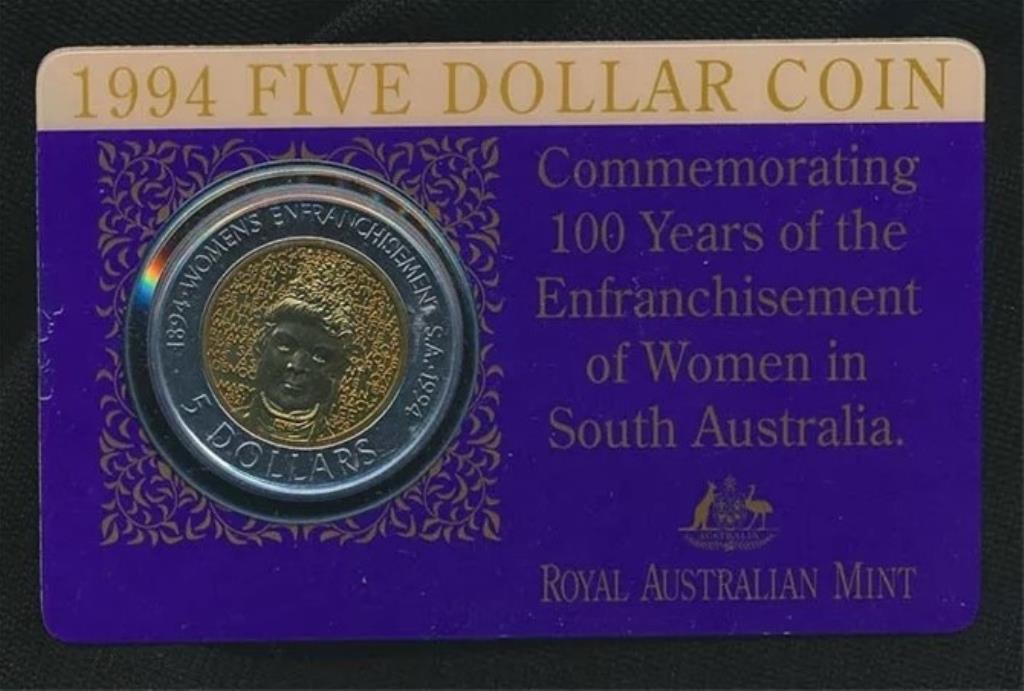 1994 FIVE DOLLAR COIN
Commemorating
100 Years of the
Enfranchisement
of Women in
South Australia.
1894 · WOMEN'S ENFRANCHISEMENT S.A. · 1994
5 DOLLARS
AUSTRALIA
ROYAL AUSTRALIAN MINT